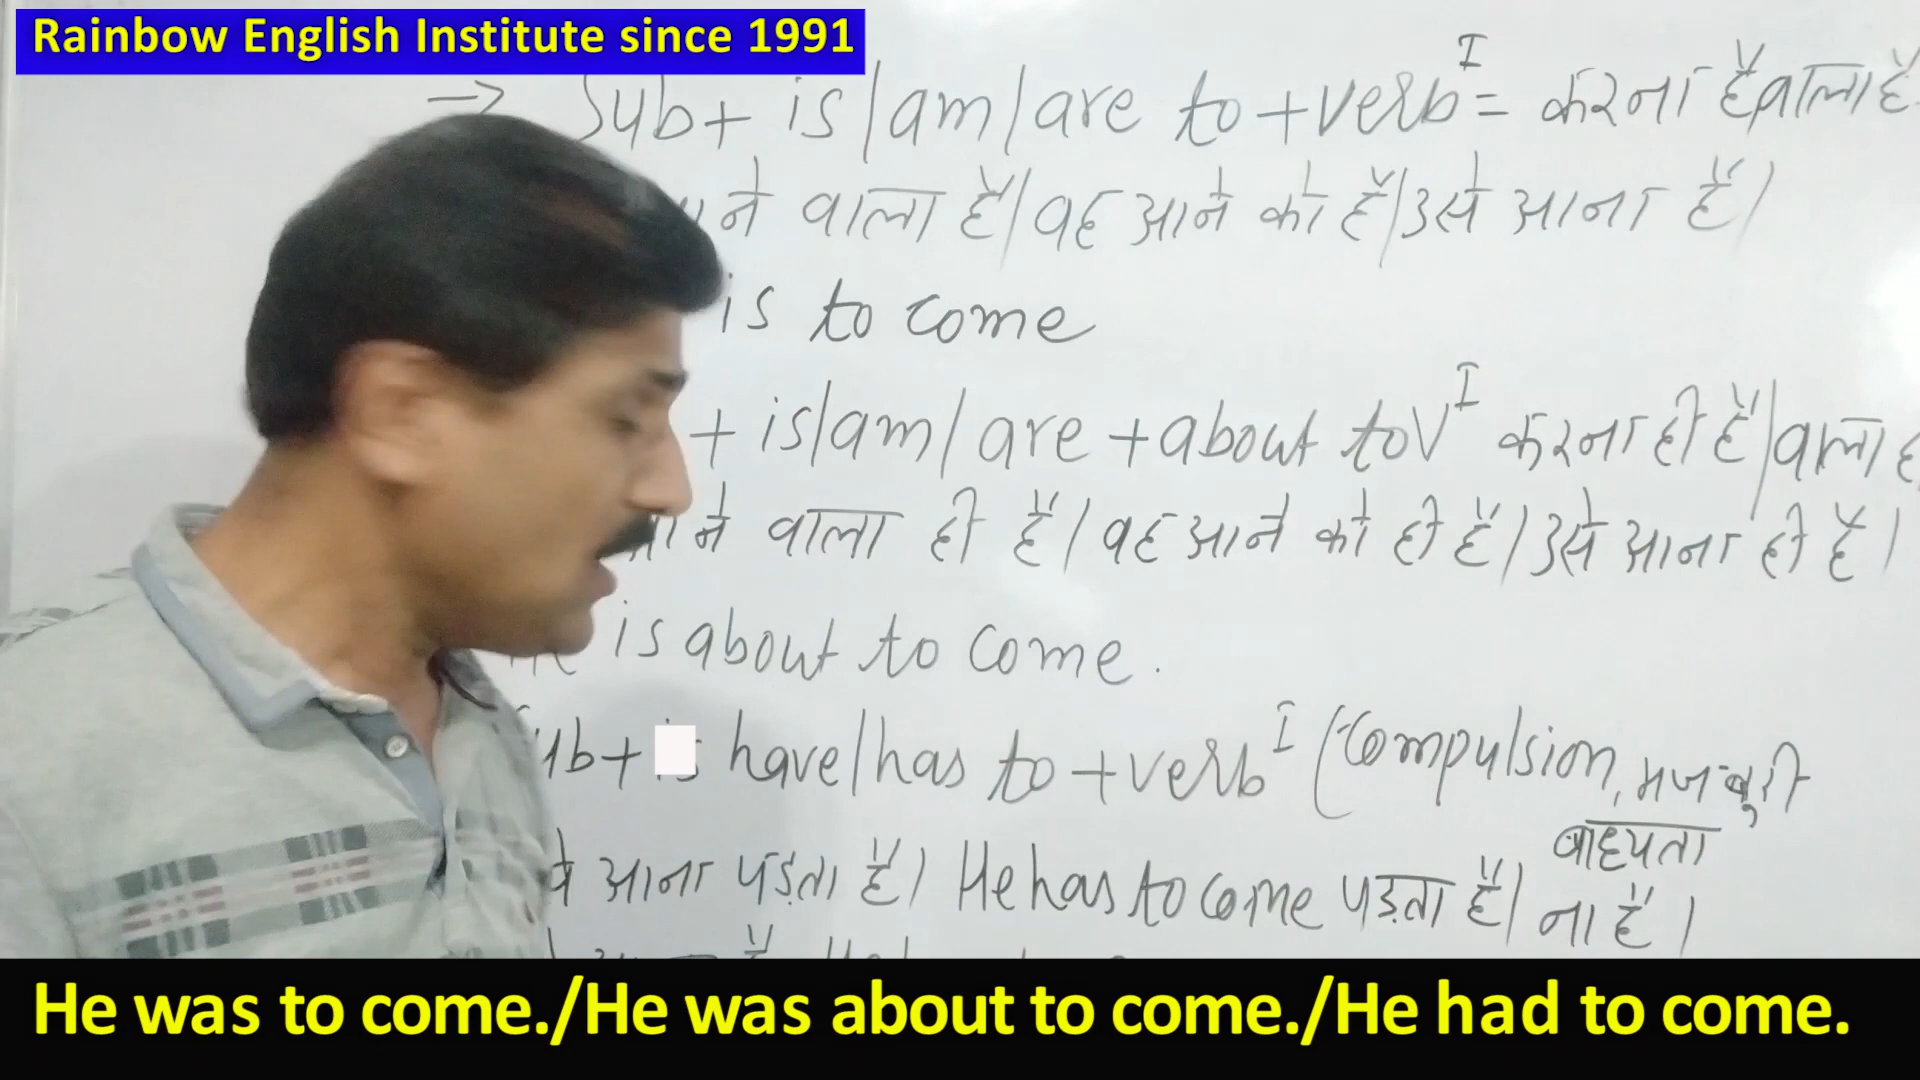 Rainbow English Institute since 1991
→ Sub + is/am/are to + verb I = करना है वाला है
ने वाला है/वह आने को है/उसे आना है/
is to come
+ is/am/are + about to V I करना ही है/वाला
ने वाला ही है/वह आने को ही है/उसे आना ही है।
He is about to come.
ub + have/has to + verb I (Compulsion, मजबूरी
बाध्यता
आना पड़ता है। He has to come पड़ता है/ना है।
He was to come./He was about to come./He had to come.